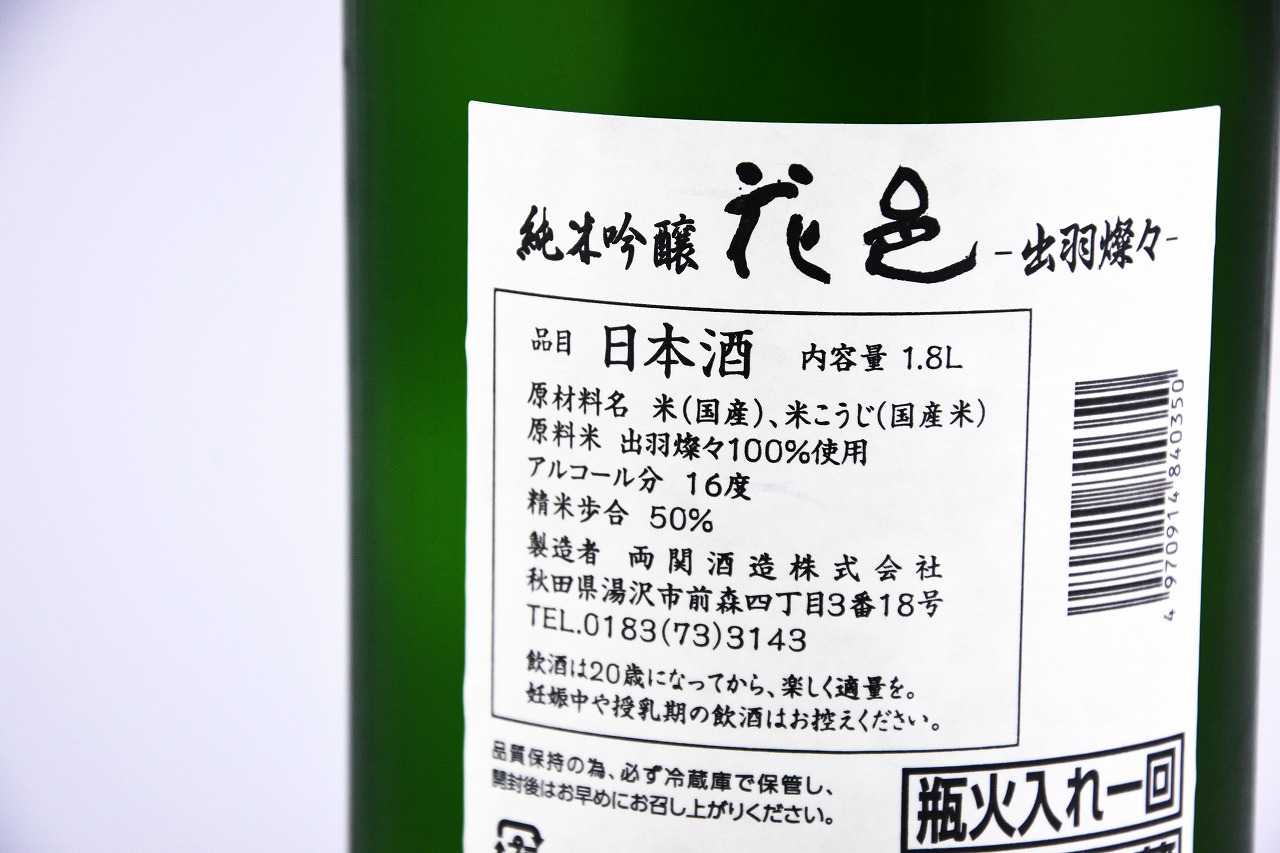 純米吟醸 花邑 -出羽燦々-
品目 日本酒 内容量 1.8L
原材料名 米(国産)、米こうじ(国産米)
原料米 出羽燦々100%使用
アルコール分 16度
精米歩合 50%
製造者 両関酒造株式会社
秋田県湯沢市前森四丁目3番18号
TEL.0183(73)3143
飲酒は20歳になってから、楽しく適量を。
妊娠中や授乳期の飲酒はお控えください。
4970914840350
品質保持の為、必ず冷蔵庫で保管し、
開封後はお早めにお召し上がりください。
瓶火入れ一回